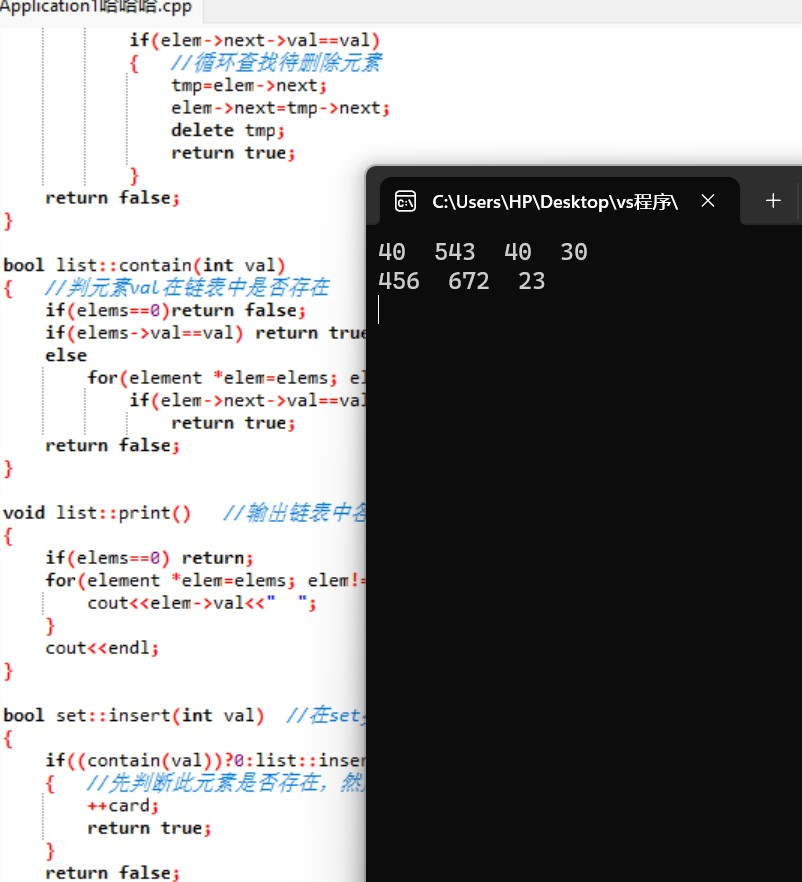 Application1哈哈哈.cpp
if(elem->next->val==val)
{ //循环查找待删除元素
tmp=elem->next;
elem->next=tmp->next;
delete tmp;
return true;
}
return false;
}
bool list::contain(int val)
{ //判元素val在链表中是否存在
if(elems==0)return false;
if(elems->val==val) return true
else
for(element *elem=elems; el
if(elem->next->val==val
return true;
return false;
}
void list::print() //输出链表中各
{
if(elems==0) return;
for(element *elem=elems; elem!=
cout<<elem->val<<"  ";
}
cout<<endl;
}
bool set::insert(int val) //在set
{
if((contain(val))?0:list::inser
{ //先判断此元素是否存在，然
++card;
return true;
}
return false;
C:\Users\HP\Desktop\vs程序\
40 543 40 30
456 672 23